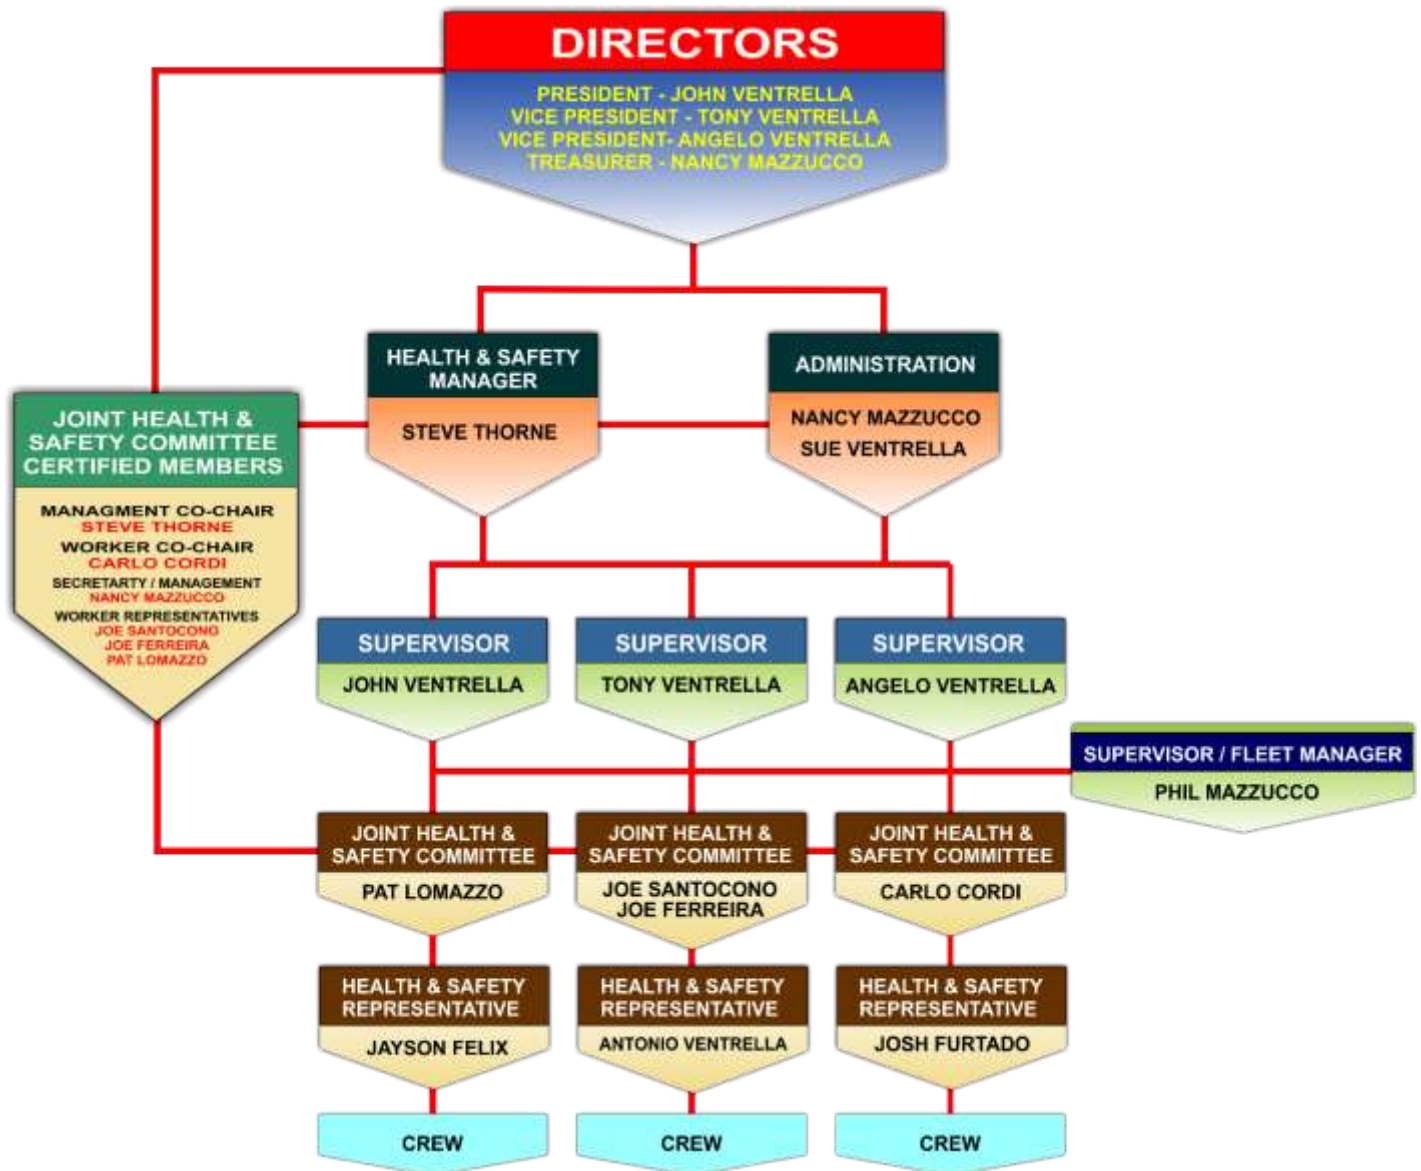 DIRECTORS
PRESIDENT - JOHN VENTRELLA
VICE PRESIDENT - TONY VENTRELLA
VICE PRESIDENT- ANGELO VENTRELLA
TREASURER - NANCY MAZZUCCO
HEALTH & SAFETY
MANAGER
STEVE THORNE
ADMINISTRATION
NANCY MAZZUCCO
SUE VENTRELLA
JOINT HEALTH &
SAFETY COMMITTEE
CERTIFIED MEMBERS
MANAGMENT CO-CHAIR
STEVE THORNE
WORKER CO-CHAIR
CARLO CORDI
SECRETARTY / MANAGEMENT
NANCY MAZZUCCO
WORKER REPRESENTATIVES
JOE SANTOCONO
JOE FERREIRA
PAT LOMAZZO
SUPERVISOR
JOHN VENTRELLA
SUPERVISOR
TONY VENTRELLA
SUPERVISOR
ANGELO VENTRELLA
SUPERVISOR / FLEET MANAGER
PHIL MAZZUCCO
JOINT HEALTH &
SAFETY COMMITTEE
PAT LOMAZZO
JOINT HEALTH &
SAFETY COMMITTEE
JOE SANTOCONO
JOE FERREIRA
JOINT HEALTH &
SAFETY COMMITTEE
CARLO CORDI
HEALTH & SAFETY
REPRESENTATIVE
JAYSON FELIX
HEALTH & SAFETY
REPRESENTATIVE
ANTONIO VENTRELLA
HEALTH & SAFETY
REPRESENTATIVE
JOSH FURTADO
CREW
CREW
CREW